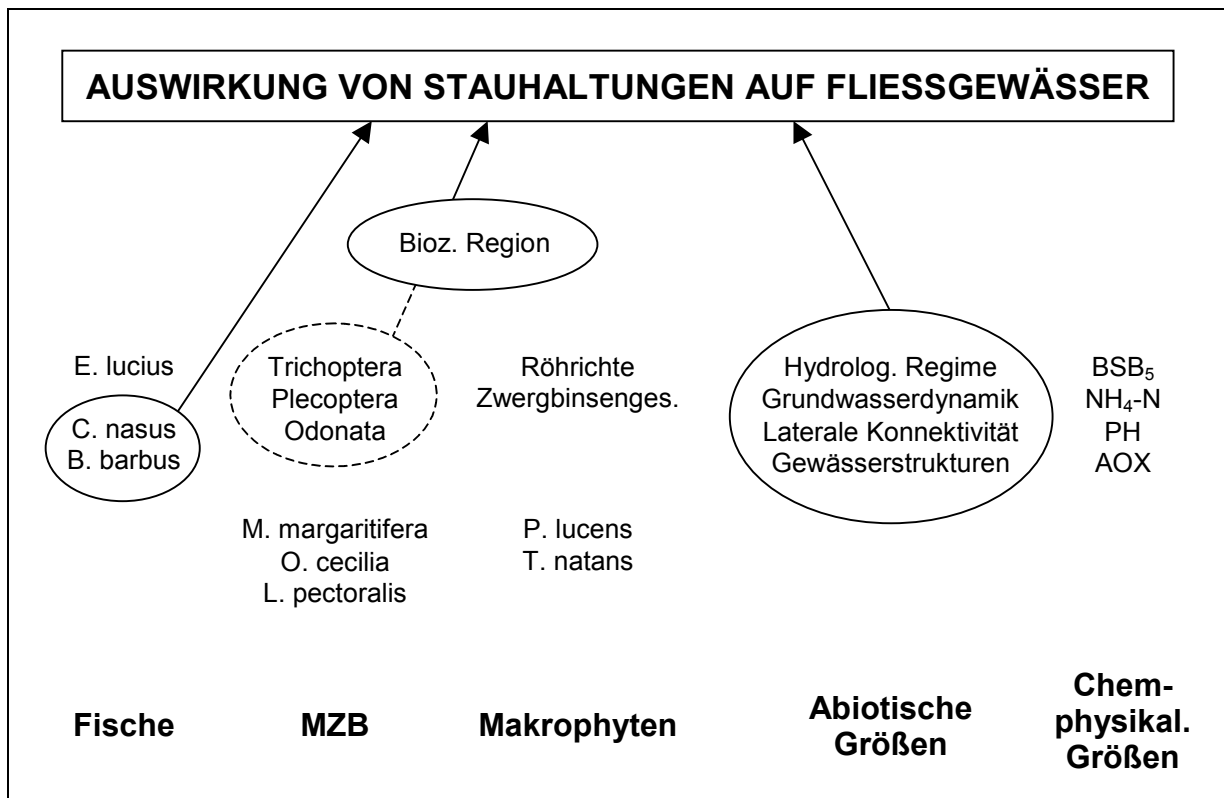 AUSWIRKUNG VON STAUHALTUNGEN AUF FLIESSGEWÄSSER
Bioz. Region
E. lucius
C. nasus
B. barbus
Trichoptera
Plecoptera
Odonata
M. margaritifera
O. cecilia
L. pectoralis
Röhrichte
Zwergbinsenges.
P. lucens
T. natans
Hydrolog. Regime
Grundwasserdynamik
Laterale Konnektivität
Gewässerstrukturen
BSB₅
NH₄-N
PH
AOX
Fische
MZB
Makrophyten
Abiotische
Größen
Chem-
physikal.
Größen